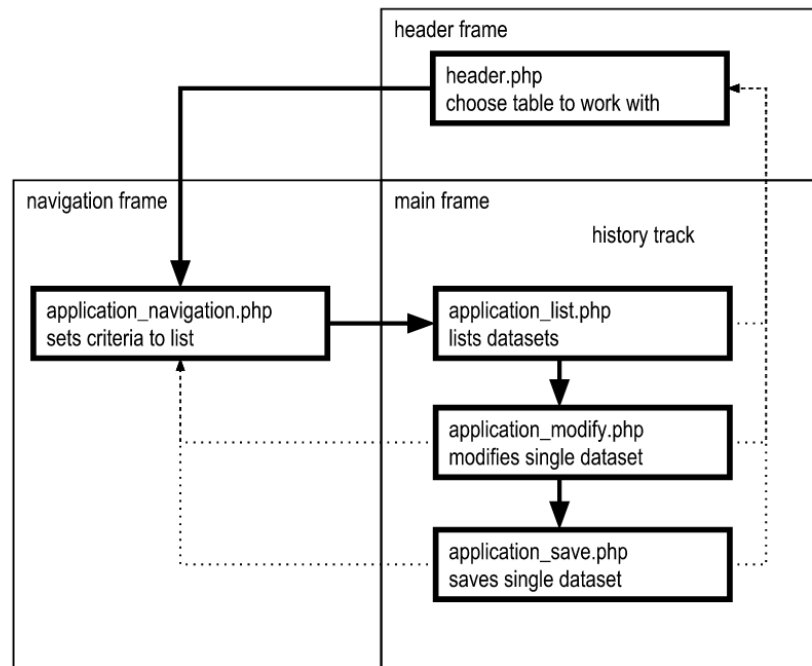 header frame
header.php
choose table to work with
navigation frame
main frame
history track
application_navigation.php
sets criteria to list
application_list.php
lists datasets
application_modify.php
modifies single dataset
application_save.php
saves single dataset